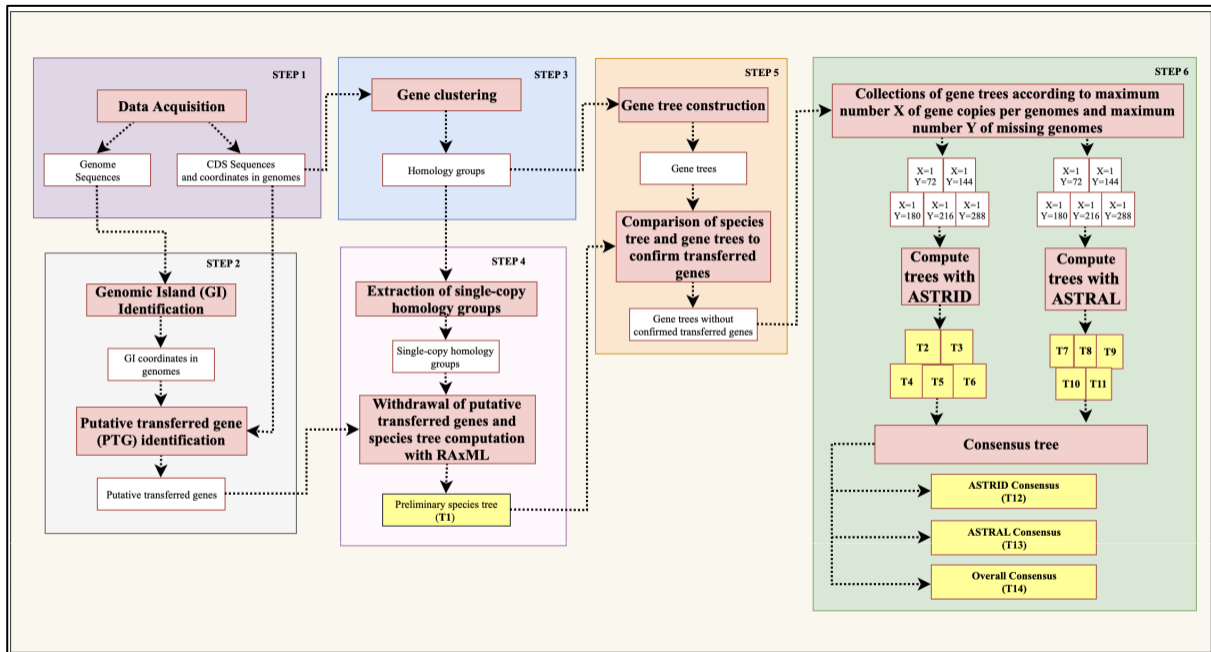 STEP 1
Data Acquisition
Genome
Sequences
CDS Sequences
and coordinates in genomes
STEP 2
Genomic Island (GI)
Identification
GI coordinates in
genomes
Putative transferred gene
(PTG) identification
Putative transferred genes
STEP 3
Gene clustering
Homology groups
STEP 4
Extraction of single-copy
homology groups
Single-copy homology
groups
Withdrawal of putative
transferred genes and
species tree computation
with RAxML
Preliminary species tree
(T1)
STEP 5
Gene tree construction
Gene trees
Comparison of species
tree and gene trees to
confirm transferred
genes
Gene trees without
confirmed transferred genes
STEP 6
Collections of gene trees according to maximum
number X of gene copies per genomes and maximum
number Y of missing genomes
X=1
Y=72
X=1
Y=144
X=1
Y=180
X=1
Y=216
X=1
Y=288
X=1
Y=72
X=1
Y=144
X=1
Y=180
X=1
Y=216
X=1
Y=288
Compute
trees with
ASTRID
Compute
trees with
ASTRAL
T2
T3
T4
T5
T6
T7
T8
T9
T10
T11
Consensus tree
ASTRID Consensus
(T12)
ASTRAL Consensus
(T13)
Overall Consensus
(T14)